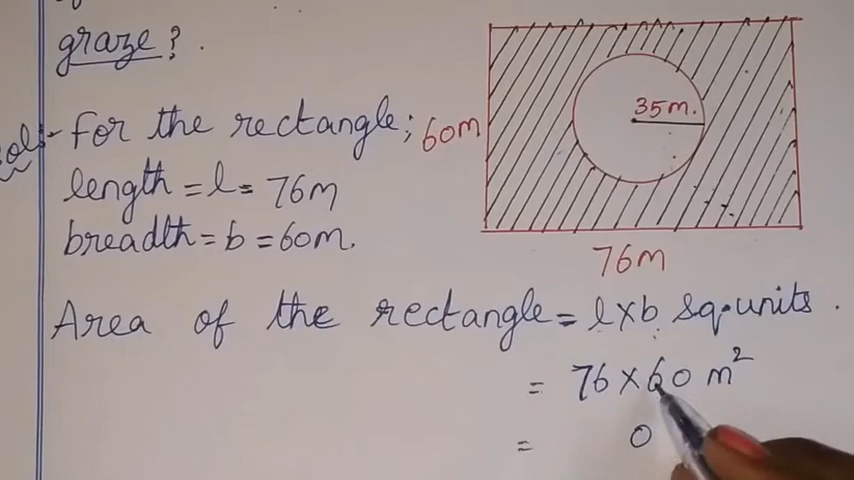 graze?
Sol:- For the rectangle;
length = l = 76m
breadth = b = 60m.
60m
35m.
76m
Area of the rectangle = l×b sq.units.
= 76×60 m²
= 0